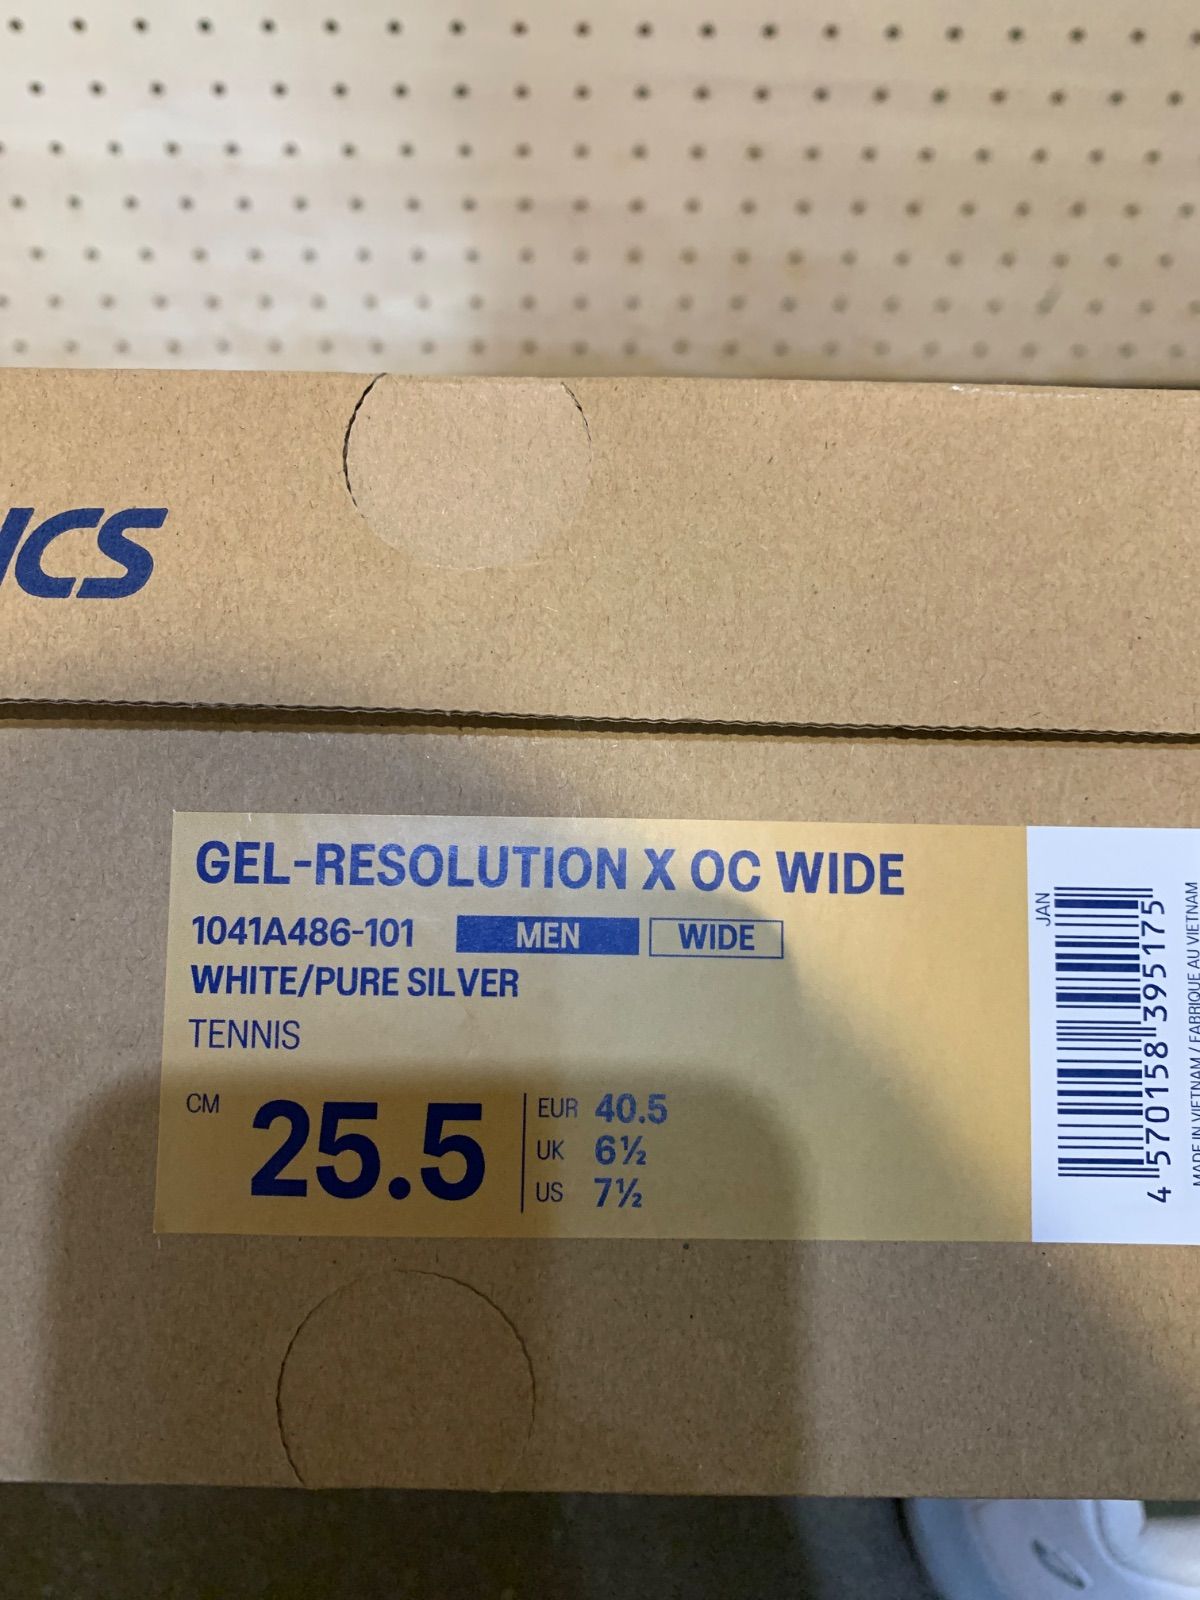 ICS
GEL-RESOLUTION X OC WIDE
1041A486-101 MEN WIDE
WHITE/PURE SILVER
TENNIS
CM 25.5
EUR 40.5
UK 6½
US 7½
JAN
4 570158 395175
MADE IN VIETNAM / FABRIQUE AU VIETNAM